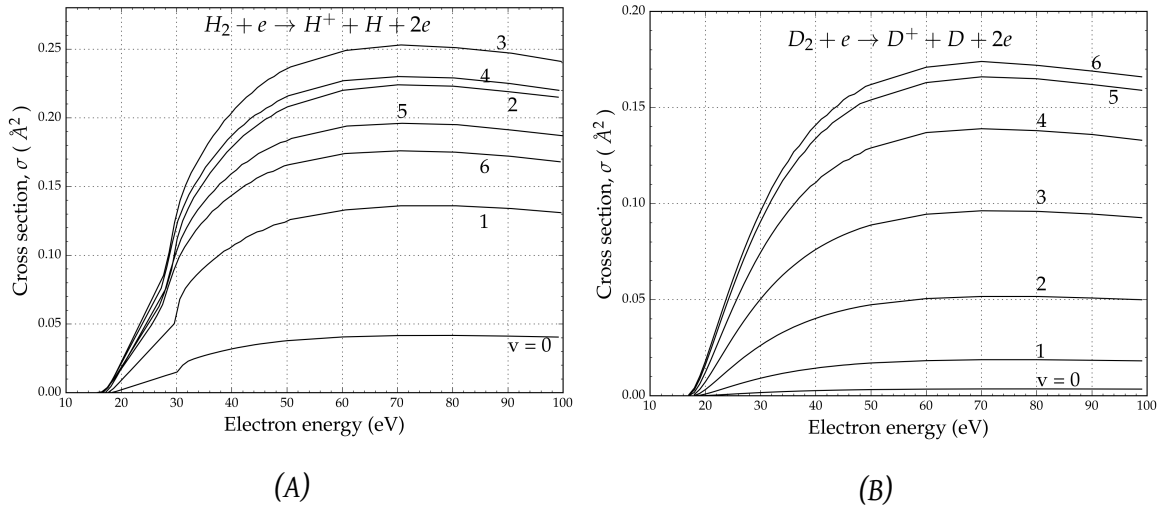 H₂ + e → H⁺ + H + 2e
3
4
2
5
6
1
v = 0
0.25
0.20
0.15
0.10
0.05
0.00
Cross section, σ ( Å²)
10 20 30 40 50 60 70 80 90 100
Electron energy (eV)
(A)
0.20
D₂ + e → D⁺ + D + 2e
6
5
4
3
2
1
v = 0
0.15
0.10
0.05
0.00
Cross section, σ ( Å²)
10 20 30 40 50 60 70 80 90 100
Electron energy (eV)
(B)